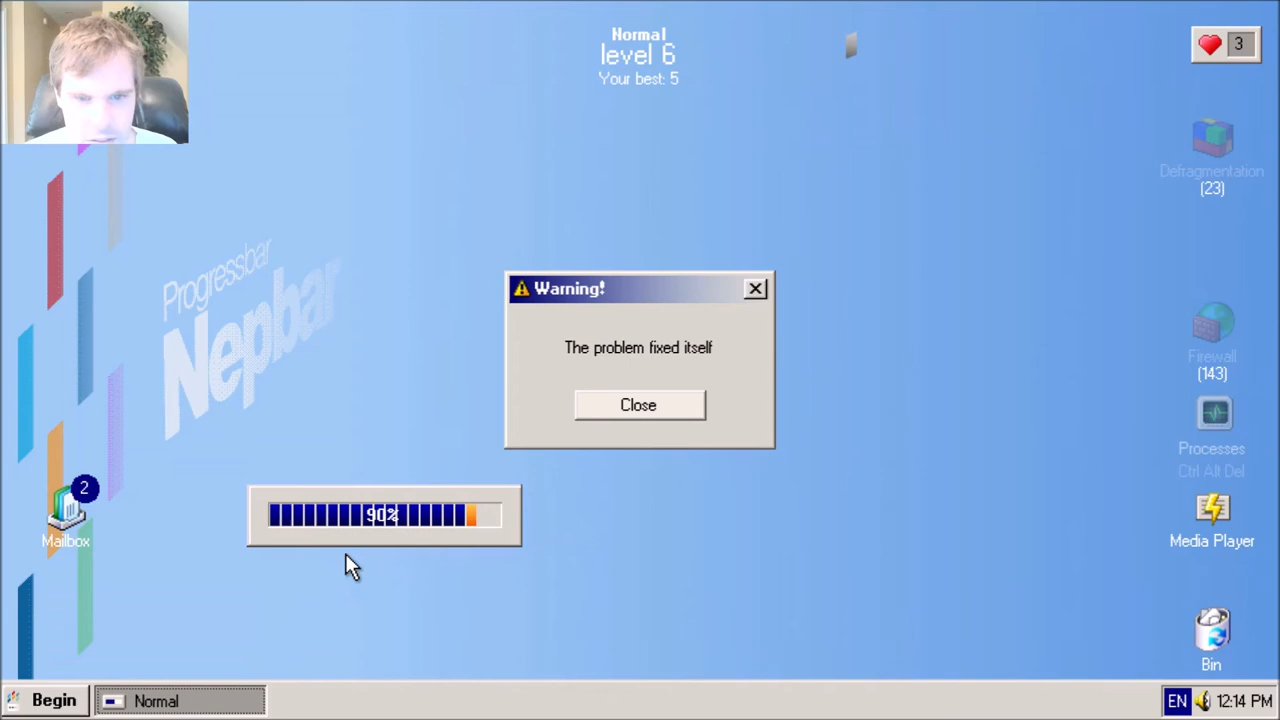 Normal
level 6
Your best: 5
3
Defragmentation
(23)
Progressbar
Nepbar
Warning!
The problem fixed itself
Close
Firewall
(143)
Processes
Ctrl Alt Del
2
Mailbox
90%
Media Player
Bin
Begin
Normal
EN
12:14 PM